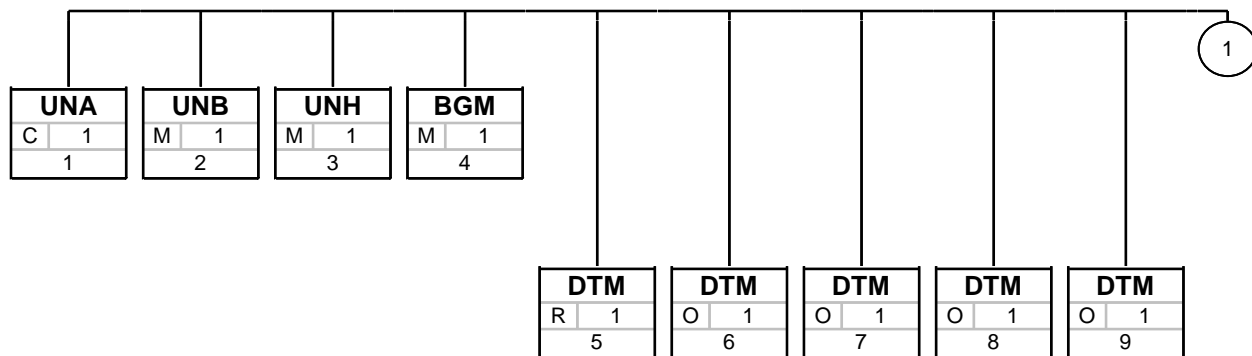 1
UNA UNB UNH BGM
C 1 M 1 M 1 M 1
1 2 3 4
DTM DTM DTM DTM DTM
R 1 O 1 O 1 O 1 O 1
5 6 7 8 9